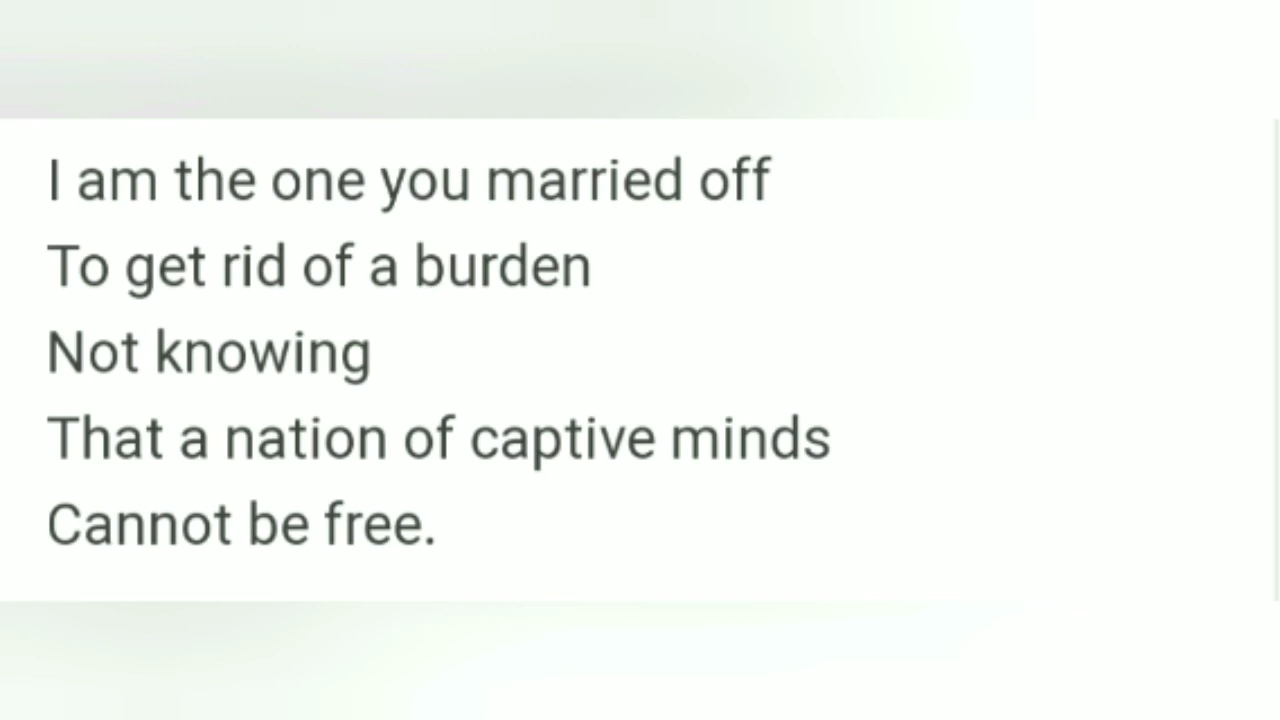 I am the one you married off
To get rid of a burden
Not knowing
That a nation of captive minds
Cannot be free.